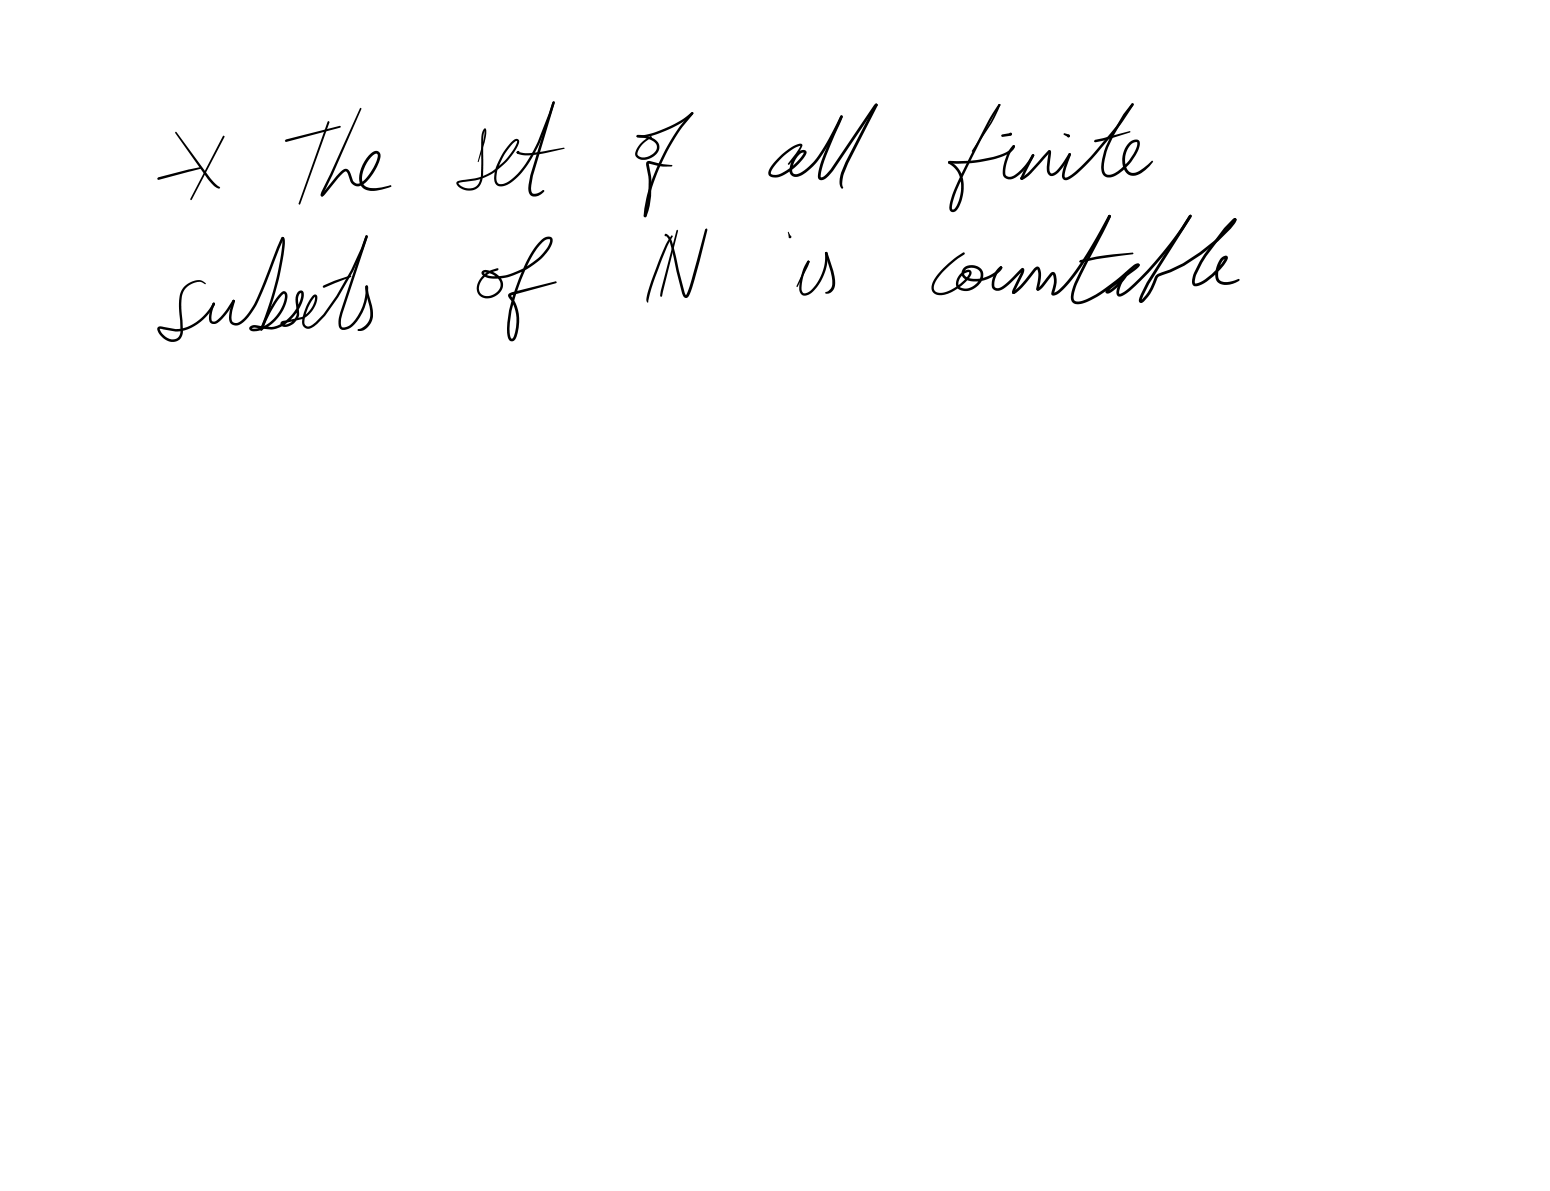 → The set of all finite
subsets of ℕ is countable